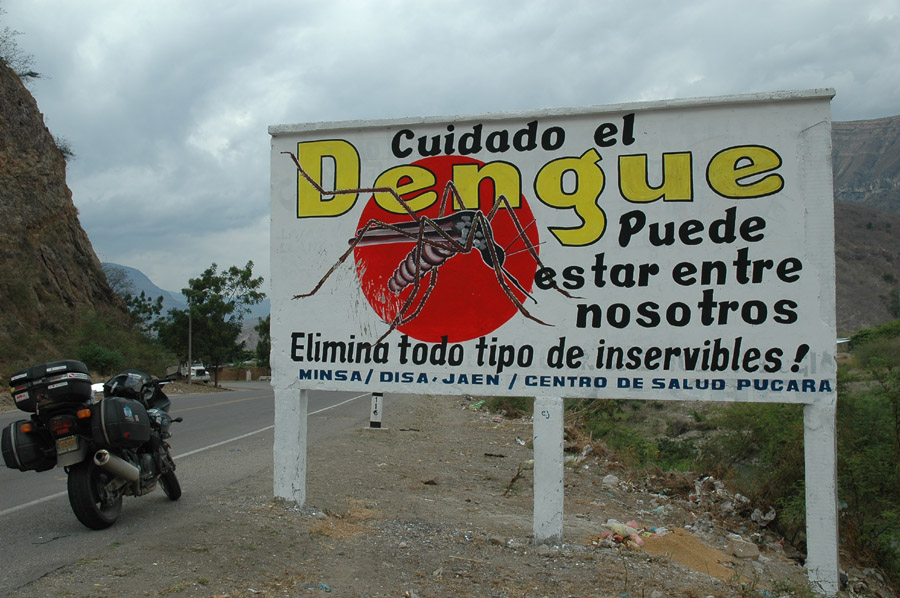 Cuidado el
Dengue
Puede
estar entre
nosotros
Elimina todo tipo de inservibles!
MINSA/ DISA-JAEN / CENTRO DE SALUD PUCARA